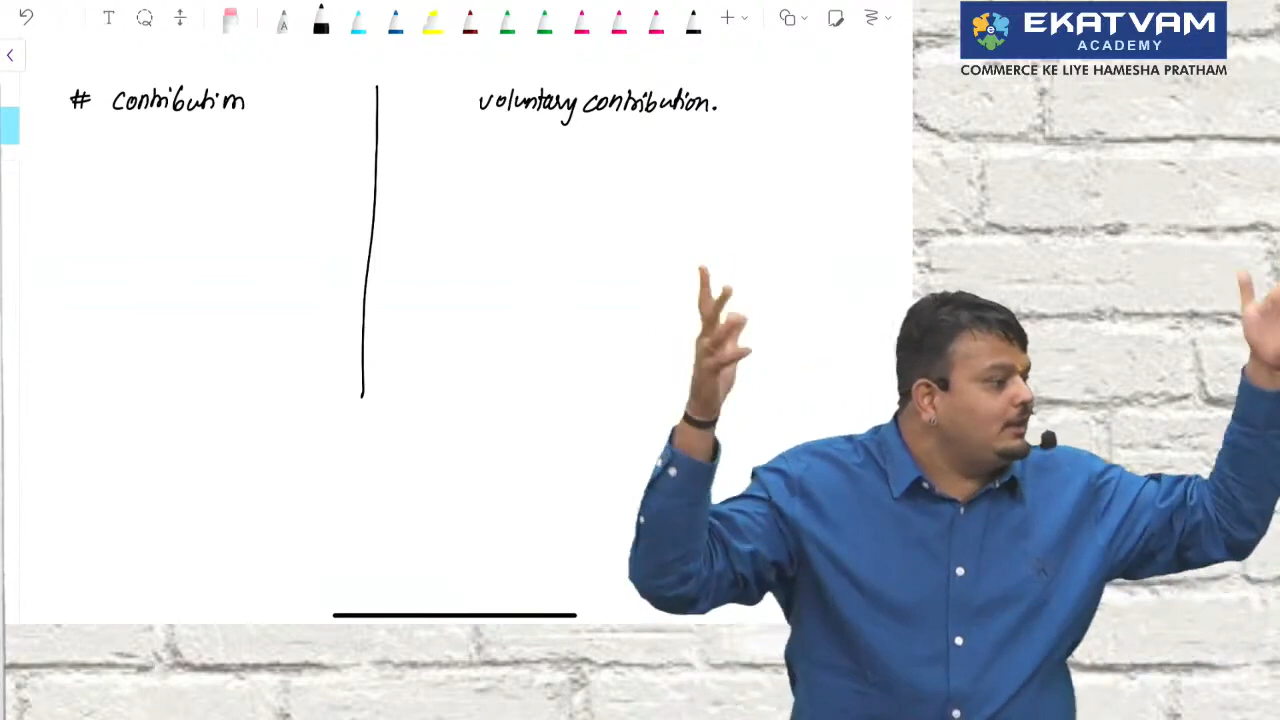 EKATVAM
ACADEMY
COMMERCE KE LIYE HAMESHA PRATHAM
# contribution
voluntary contribution.